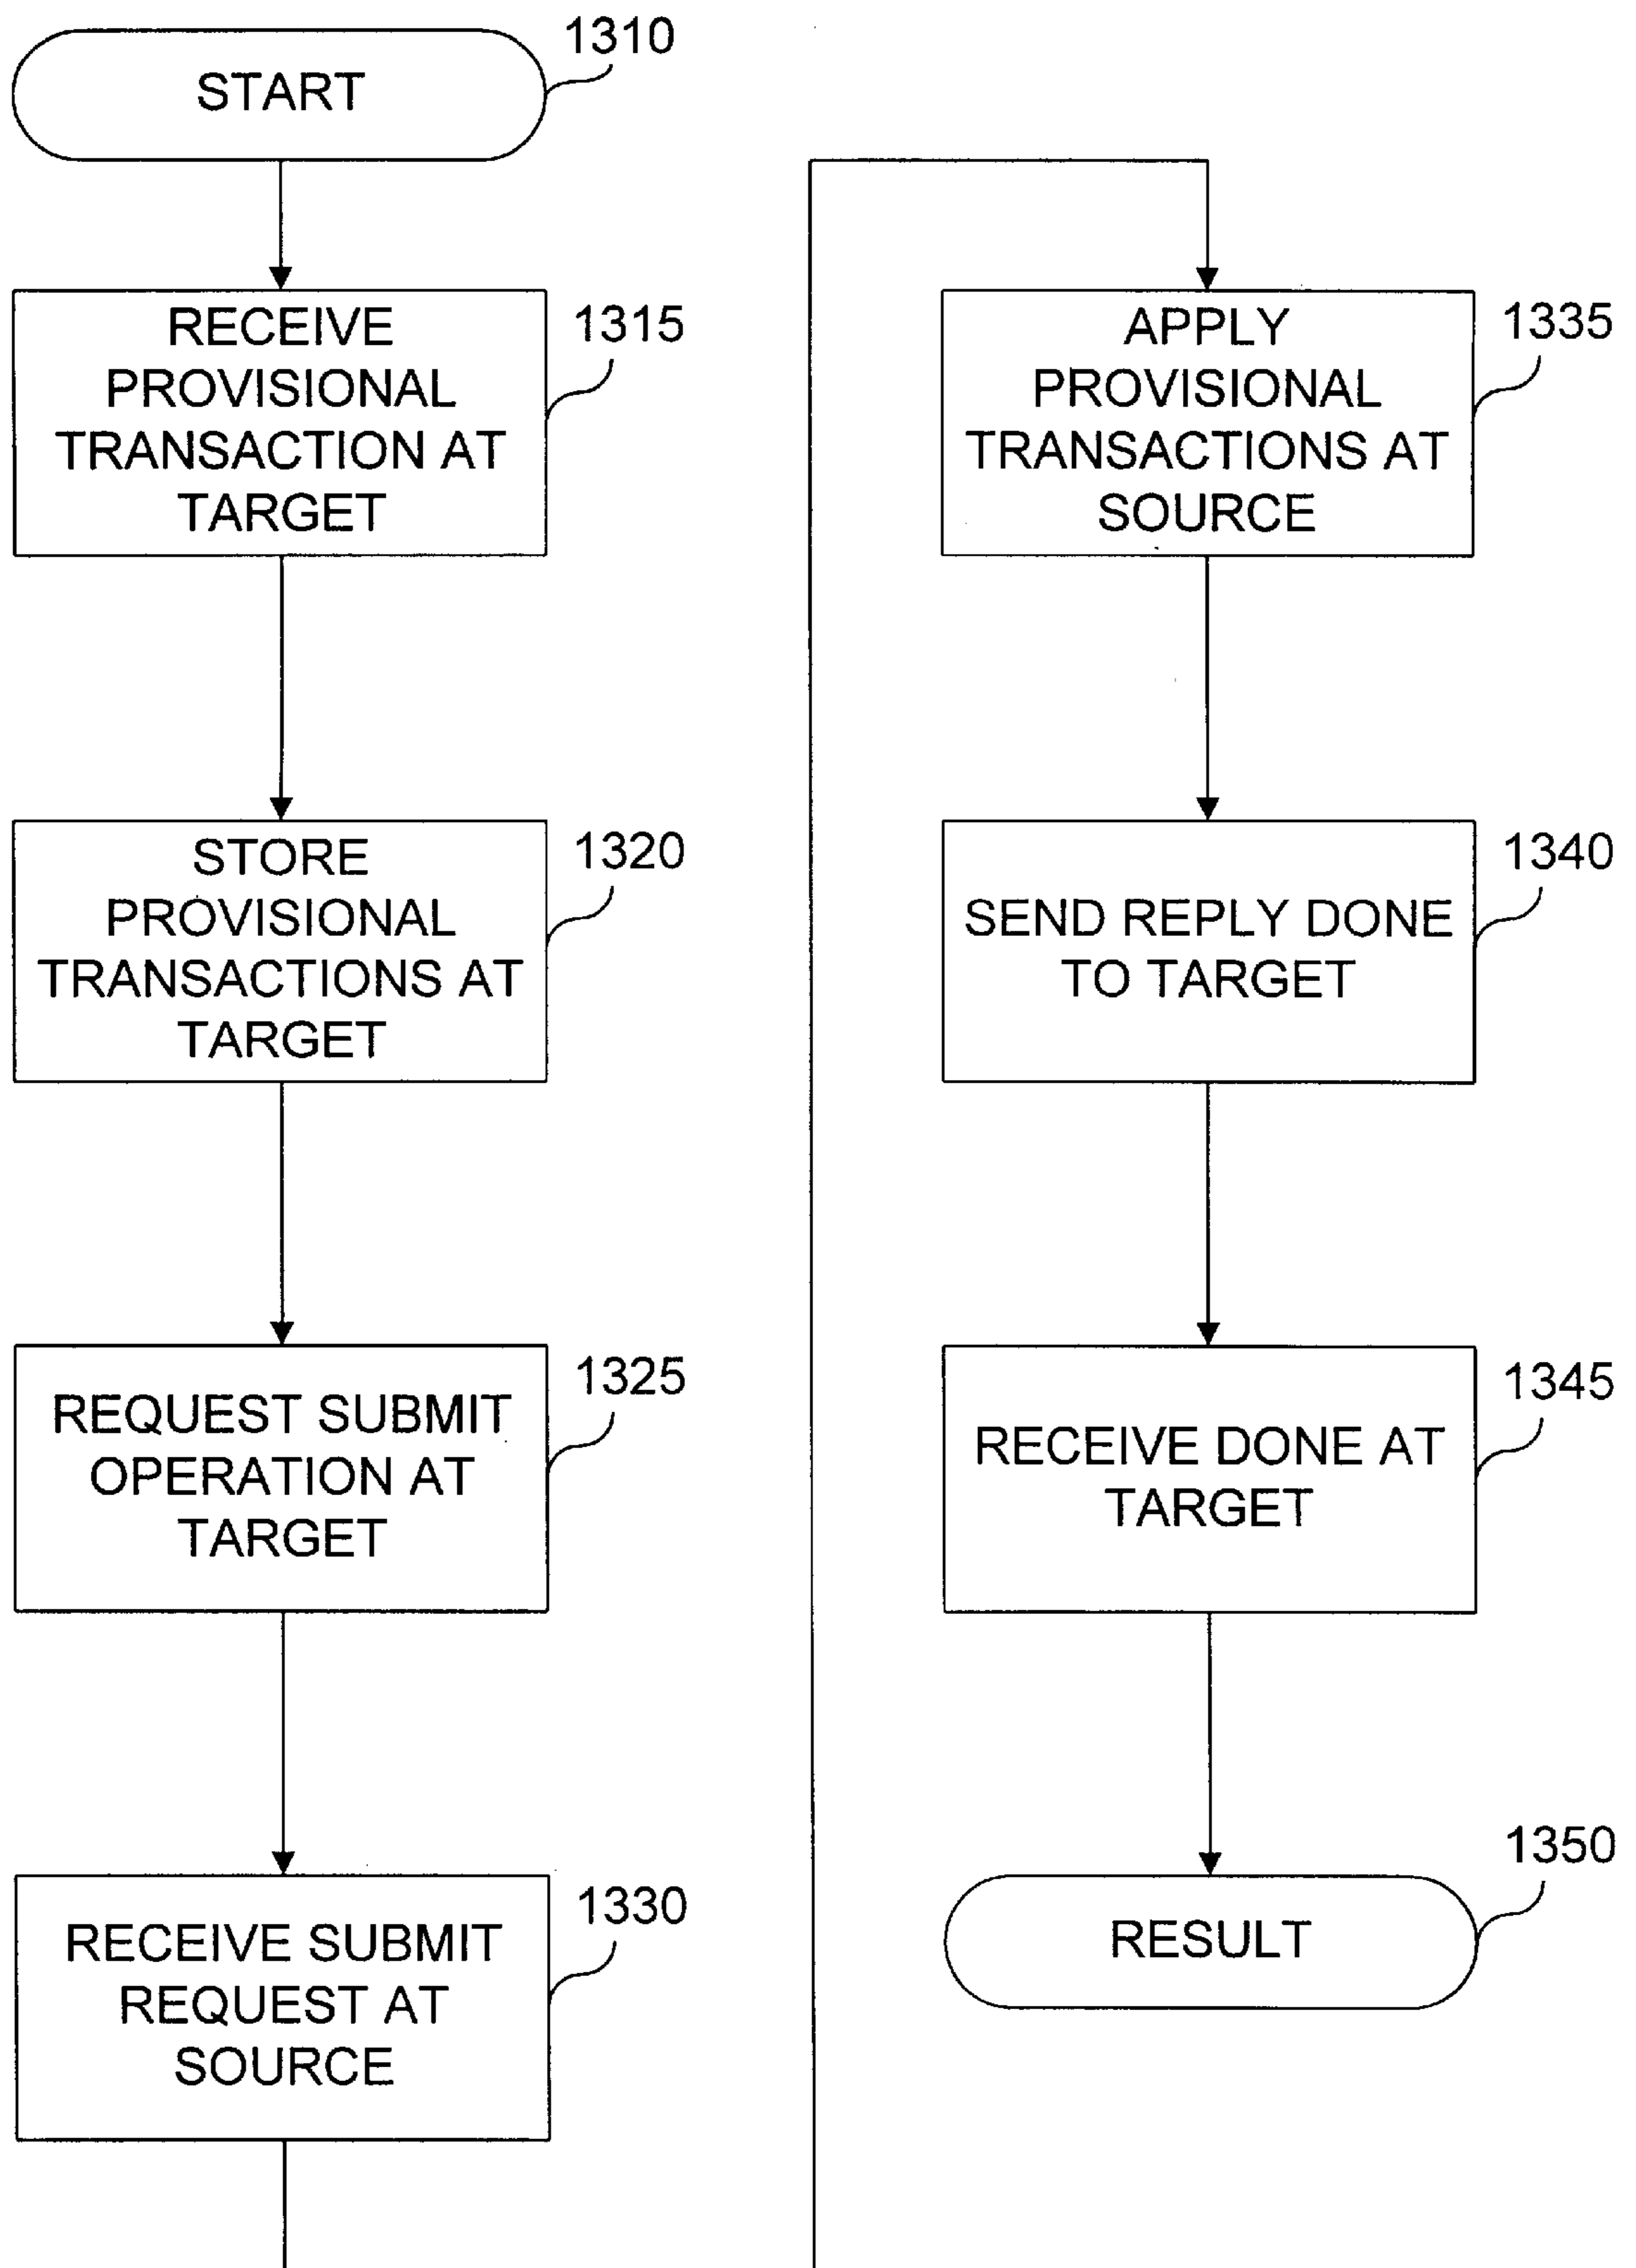 START
1310
RECEIVE
PROVISIONAL
TRANSACTION AT
TARGET
1315
STORE
PROVISIONAL
TRANSACTIONS AT
TARGET
1320
REQUEST SUBMIT
OPERATION AT
TARGET
1325
RECEIVE SUBMIT
REQUEST AT
SOURCE
1330
APPLY
PROVISIONAL
TRANSACTIONS AT
SOURCE
1335
SEND REPLY DONE
TO TARGET
1340
RECEIVE DONE AT
TARGET
1345
RESULT
1350